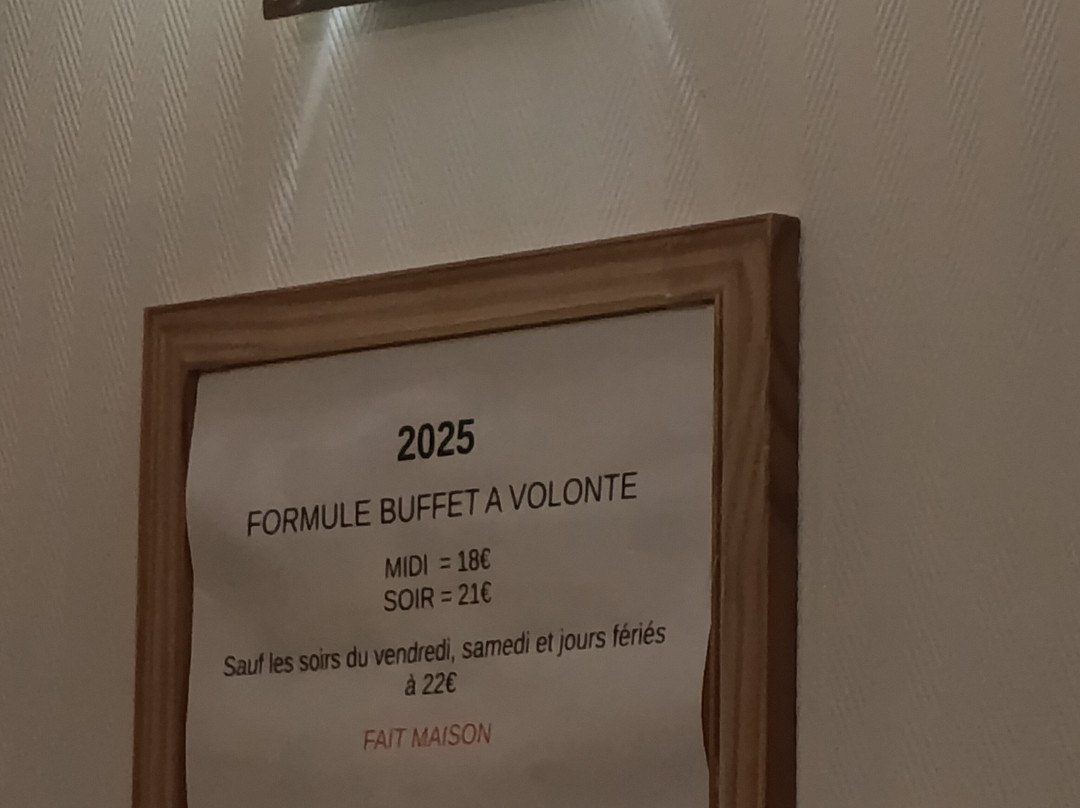 2025
FORMULE BUFFET A VOLONTE
MIDI = 18€
SOIR = 21€
Sauf les soirs du vendredi, samedi et jours fériés
à 22€
FAIT MAISON